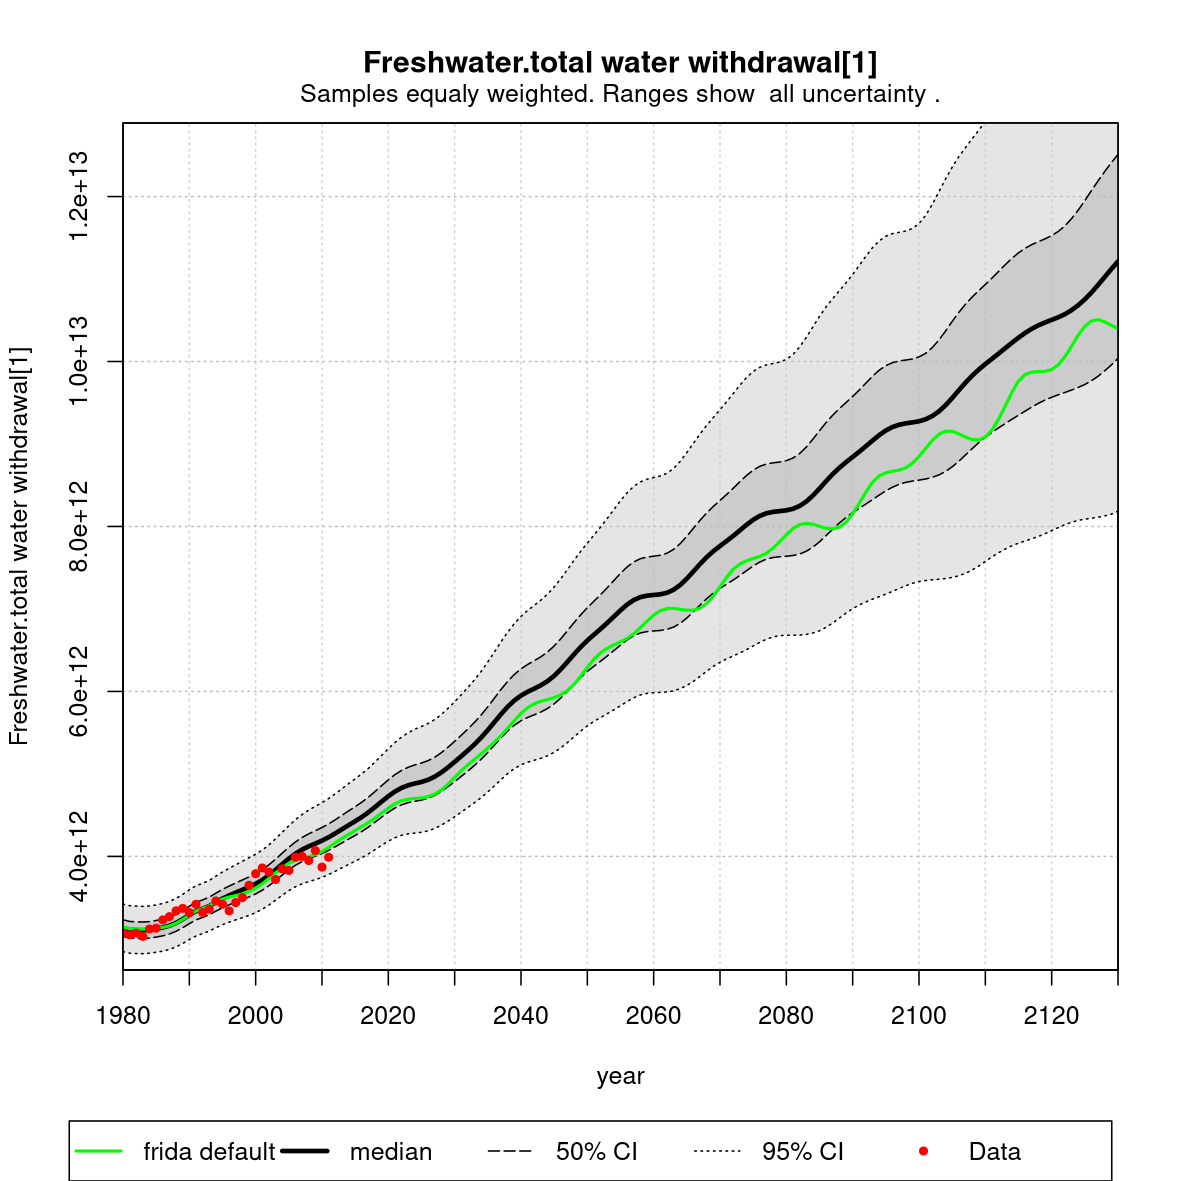 Freshwater.total water withdrawal[1]
Samples equaly weighted. Ranges show  all uncertainty .
Freshwater.total water withdrawal[1]
1.2e+13
1.0e+13
8.0e+12
6.0e+12
4.0e+12
1980 2000 2020 2040 2060 2080 2100 2120
year
frida default median 50% CI 95% CI Data